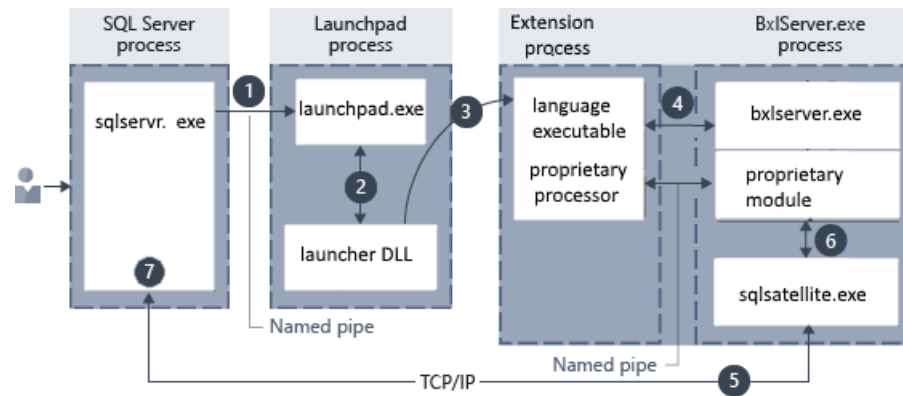 SQL Server
process
Launchpad
process
Extension
process
BxlServer.exe
process
sqlservr. exe
1
launchpad.exe
3
language
executable
4
bxlserver.exe
2
proprietary
processor
proprietary
module
launcher DLL
6
7
sqlsatellite.exe
Named pipe
Named pipe
TCP/IP
5